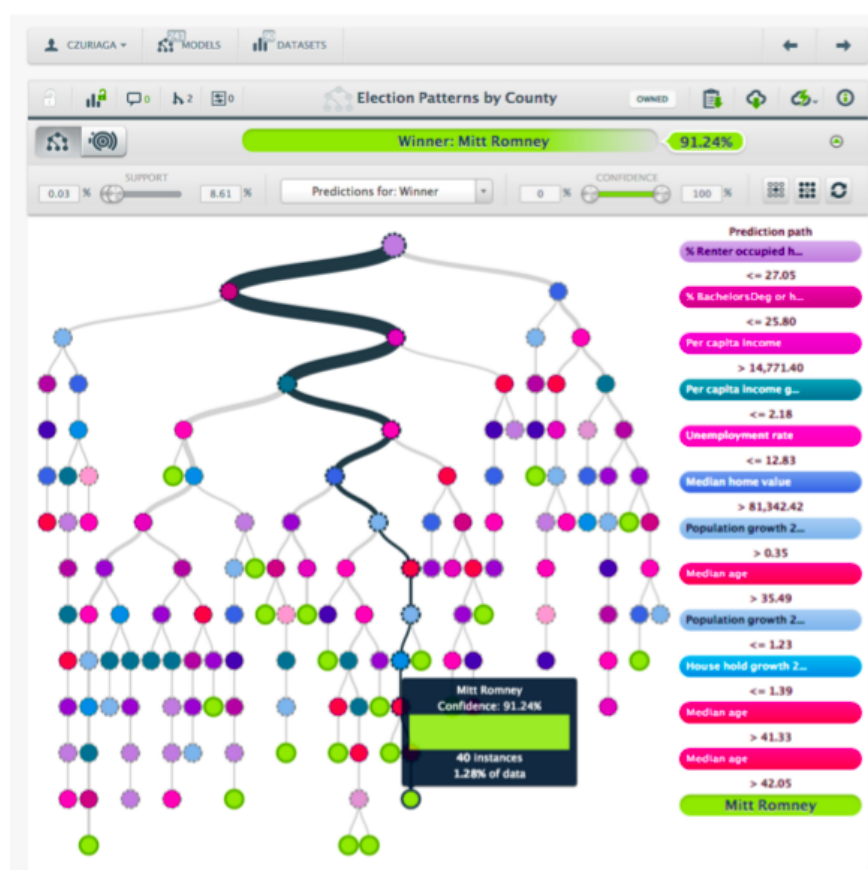 CZURIAGA
MODELS
DATASETS
0
2
0
Election Patterns by County
OWNED
Winner: Mitt Romney
91.24%
SUPPORT
0.03 %
8.61 %
Predictions for: Winner
CONFIDENCE
0 %
100 %
Prediction path
% Renter occupied h...
<= 27.05
% BachelorsDeg or h...
<= 25.80
Per capita income
> 14,771.40
Per capita income g...
<= 2.18
Unemployment rate
<= 12.83
Median home value
> 81,342.42
Population growth 2...
> 0.35
Median age
> 35.49
Population growth 2...
<= 1.23
House hold growth 2...
<= 1.39
Median age
> 41.33
Median age
> 42.05
Mitt Romney
Mitt Romney
Confidence: 91.24%
40 instances
1.28% of data